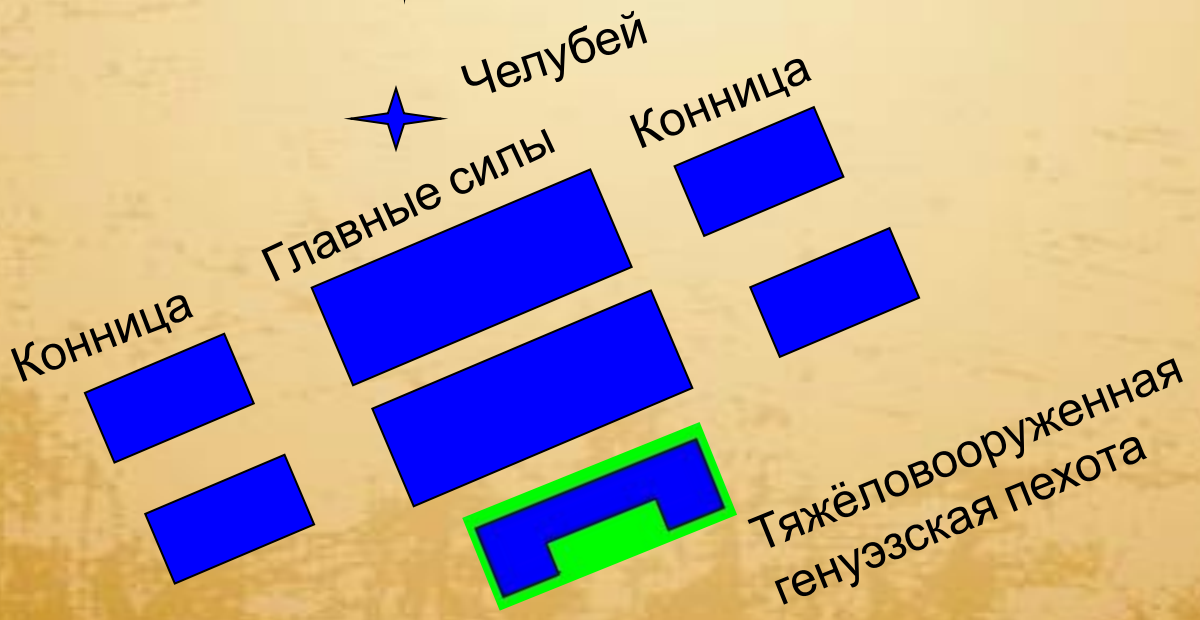 Челубей
Конница
Главные силы
Конница
Тяжёловооруженная
генуэзская пехота